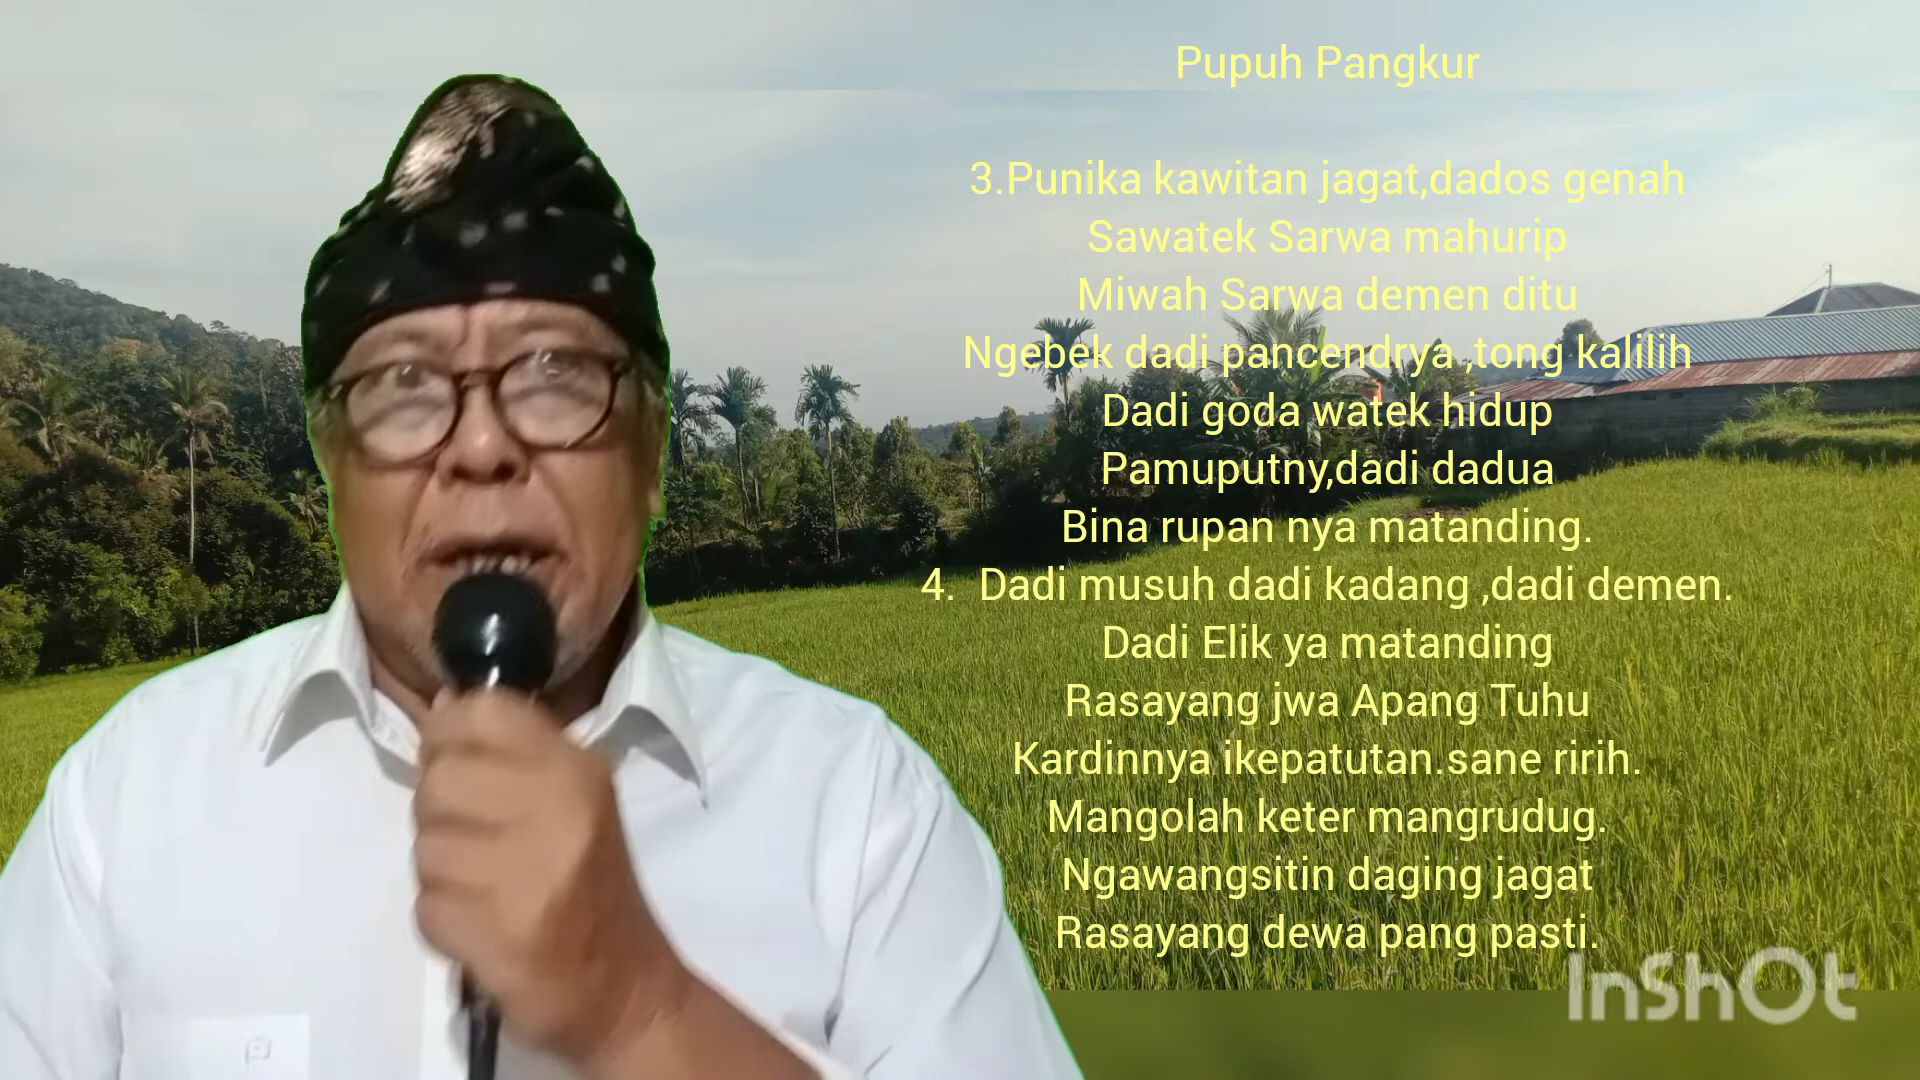 Pupuh Pangkur
3.Punika kawitan jagat,dados genah
Sawatek Sarwa mahurip
Miwah Sarwa demen ditu
Ngebek dadi pancendrya ,tong kalilih
Dadi goda watek hidup
Pamuputny,dadi dadua
Bina rupan nya matanding.
4.  Dadi musuh dadi kadang ,dadi demen.
Dadi Elik ya matanding
Rasayang jwa Apang Tuhu
Kardinnya ikepatutan.sane ririh.
Mangolah keter mangrudug.
Ngawangsitin daging jagat
Rasayang dewa pang pasti.
InShOt